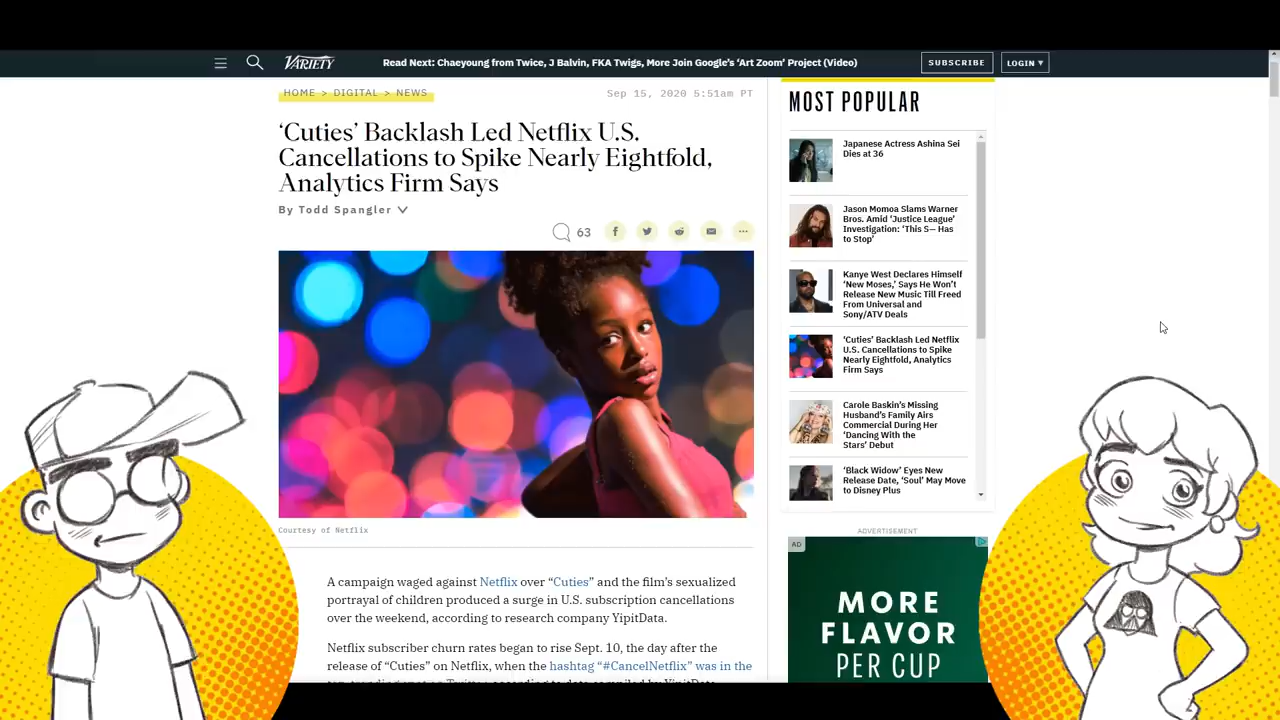 VARIETY
Read Next: Chaeyoung from Twice, J Balvin, FKA Twigs, More Join Google's 'Art Zoom' Project (Video)
SUBSCRIBE
LOGIN ▾
HOME > DIGITAL > NEWS
Sep 15, 2020 5:51am PT
'Cuties' Backlash Led Netflix U.S.
Cancellations to Spike Nearly Eightfold,
Analytics Firm Says
By Todd Spangler
63
Courtesy of Netflix
A campaign waged against Netflix over “Cuties” and the film's sexualized
portrayal of children produced a surge in U.S. subscription cancellations
over the weekend, according to research company YipitData.
Netflix subscriber churn rates began to rise Sept. 10, the day after the
release of “Cuties” on Netflix, when the hashtag “#CancelNetflix” was in the
MOST POPULAR
Japanese Actress Ashina Sei
Dies at 36
Jason Momoa Slams Warner
Bros. Amid 'Justice League'
Investigation: 'This S— Has
to Stop'
Kanye West Declares Himself
'New Moses,' Says He Won't
Release New Music Till Freed
From Universal and
Sony/ATV Deals
'Cuties' Backlash Led Netflix
U.S. Cancellations to Spike
Nearly Eightfold, Analytics
Firm Says
Carole Baskin's Missing
Husband's Family Airs
Commercial During Her
'Dancing With the
Stars' Debut
'Black Widow' Eyes New
Release Date, 'Soul' May Move
to Disney Plus
ADVERTISEMENT
AD
MORE
FLAVOR
PER CUP